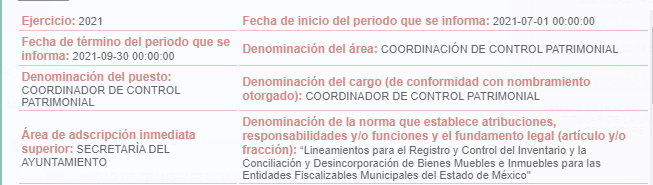 Ejercicio: 2021
Fecha de inicio del periodo que se informa: 2021-07-01 00:00:00
Fecha de término del periodo que se
informa: 2021-09-30 00:00:00
Denominación del área: COORDINACIÓN DE CONTROL PATRIMONIAL
Denominación del puesto:
COORDINADOR DE CONTROL
PATRIMONIAL
Denominación del cargo (de conformidad con nombramiento
otorgado): COORDINADOR DE CONTROL PATRIMONIAL
Área de adscripción inmediata
superior: SECRETARÍA DEL
AYUNTAMIENTO
Denominación de la norma que establece atribuciones,
responsabilidades y/o funciones y el fundamento legal (artículo y/o
fracción): “Lineamientos para el Registro y Control del Inventario y la
Conciliación y Desincorporación de Bienes Muebles e Inmuebles para las
Entidades Fiscalizables Municipales del Estado de México"